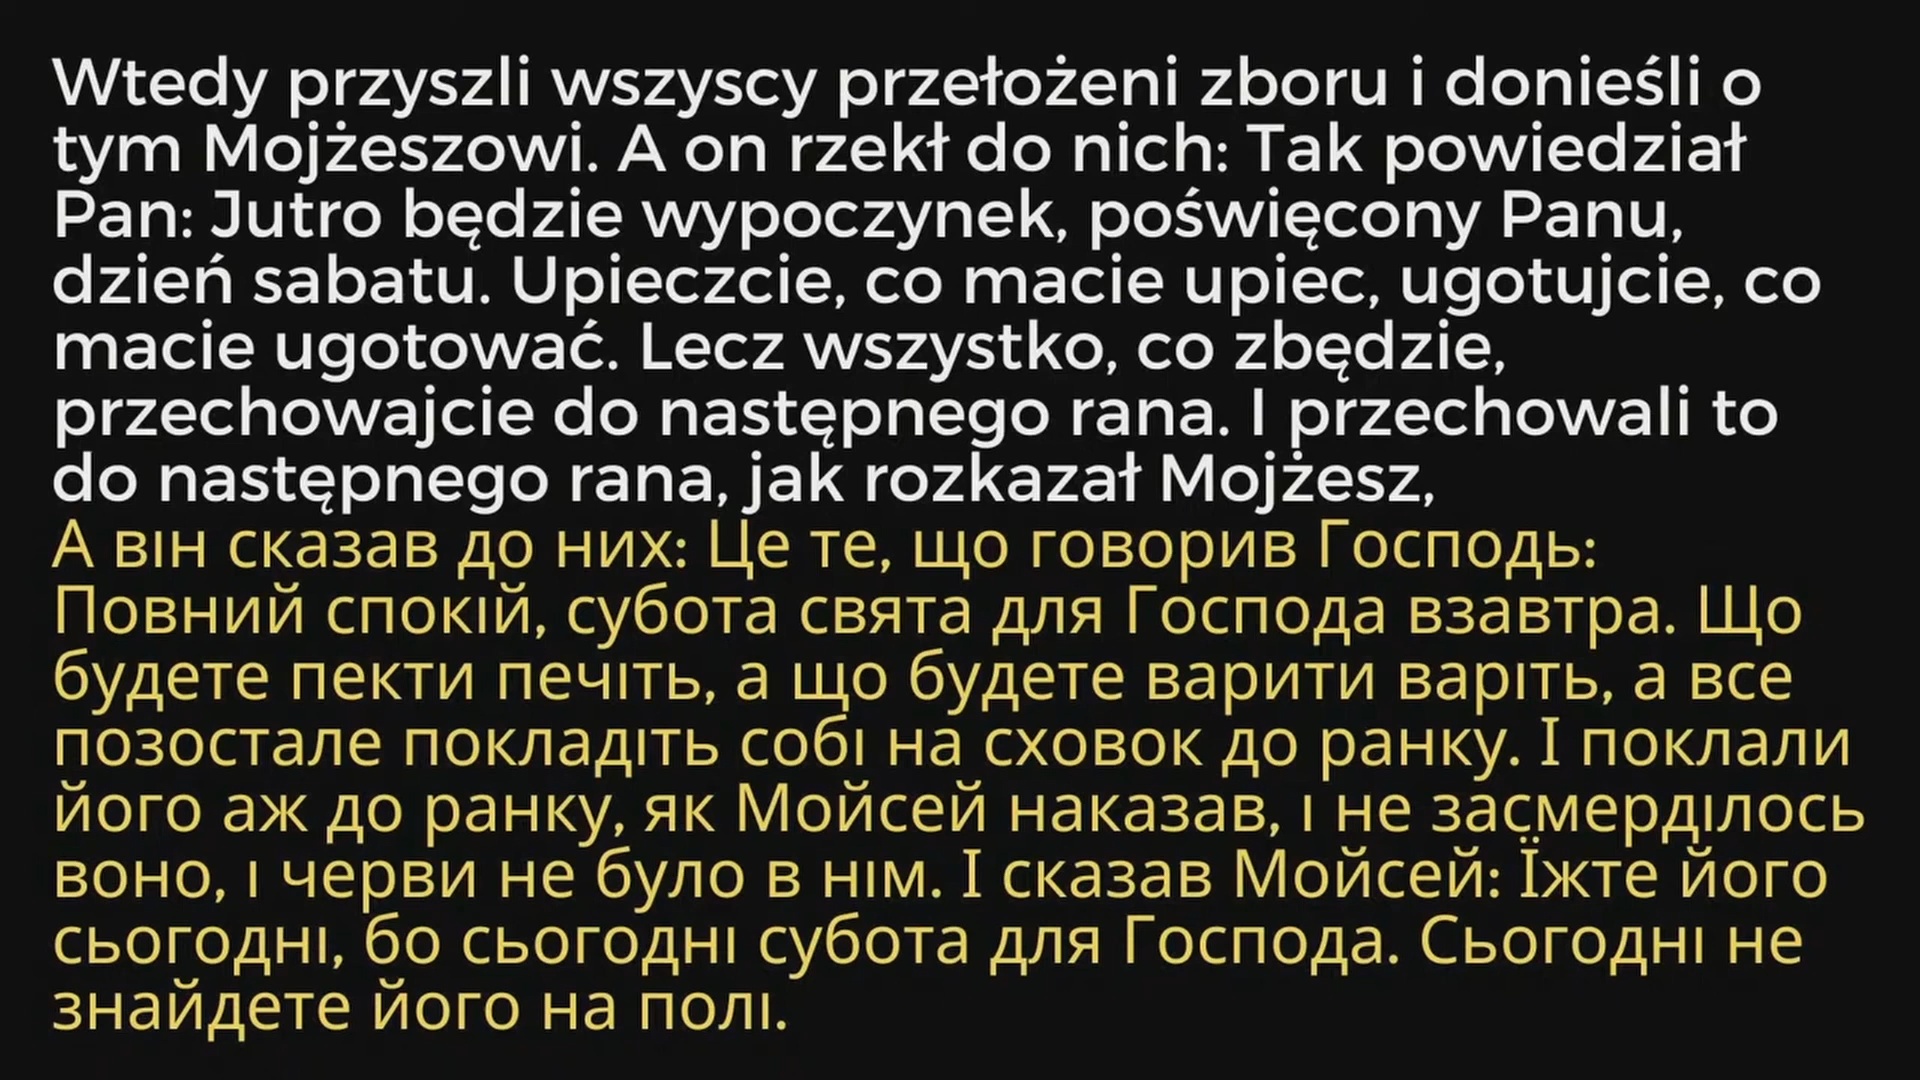 Wtedy przyszli wszyscy przełożeni zboru i donieśli o
tym Mojżeszowi. A on rzekł do nich: Tak powiedział
Pan: Jutro będzie wypoczynek, poświęcony Panu,
dzień sabatu. Upieczcie, co macie upiec, ugotujcie, co
macie ugotować. Lecz wszystko, co zbędzie,
przechowajcie do następnego rana. I przechowali to
do następnego rana, jak rozkazał Mojżesz,
А він сказав до них: Це те, що говорив Господь:
Повний спокій, субота свята для Господа взавтра. Що
будете пекти печіть, а що будете варити варіть, а все
позостале покладіть собі на сховок до ранку. І поклали
його аж до ранку, як Мойсей наказав, і не засмерділось
воно, і черви не було в нім. І сказав Мойсей: Їжте його
сьогодні, бо сьогодні субота для Господа. Сьогодні не
знайдете його на полі.